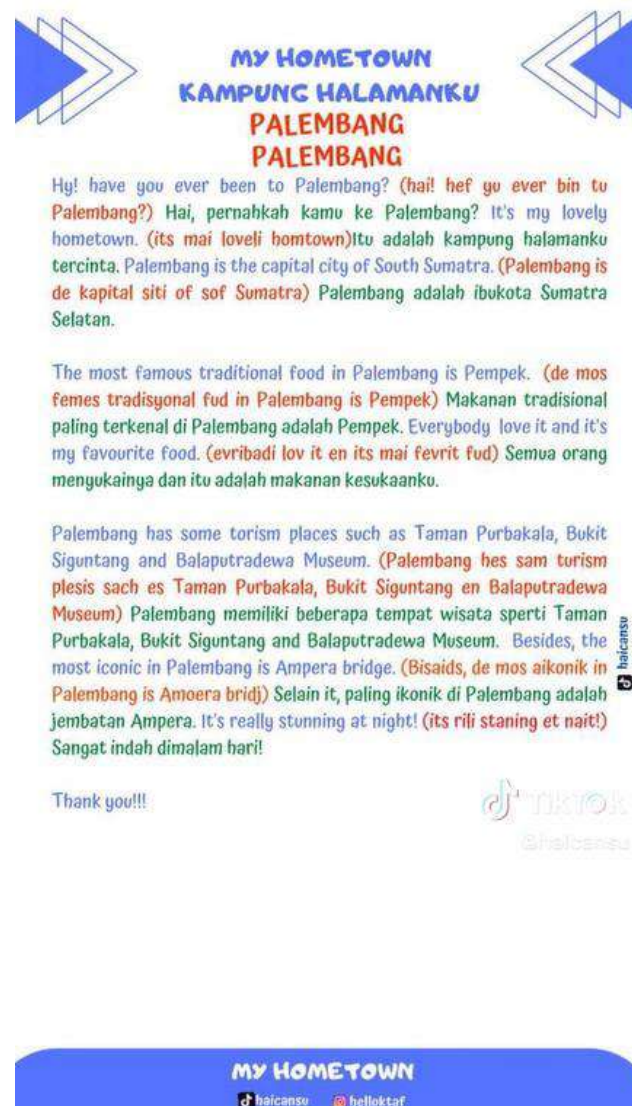 MY HOMETOWN
KAMPUNG HALAMANKU
PALEMBANG
PALEMBANG
Hy! have you ever been to Palembang? (hai! hef yu ever bin tu
Palembang?) Hai, pernahkah kamu ke Palembang? It's my lovely
hometown. (its mai loveli homtown)Itu adalah kampung halamanku
tercinta. Palembang is the capital city of South Sumatra. (Palembang is
de kapital siti of sof Sumatra) Palembang adalah ibukota Sumatra
Selatan.
The most famous traditional food in Palembang is Pempek. (de mos
femes tradisyonal fud in Palembang is Pempek) Makanan tradisional
paling terkenal di Palembang adalah Pempek. Everybody love it and it's
my favourite food. (evribadi lov it en its mai fevrit fud) Semua orang
menyukainya dan itu adalah makanan kesukaanku.
Palembang has some torism places such as Taman Purbakala, Bukit
Siguntang and Balaputradewa Museum. (Palembang hes sam turism
plesis sach es Taman Purbakala, Bukit Siguntang en Balaputradewa
Museum) Palembang memiliki beberapa tempat wisata sperti Taman
Purbakala, Bukit Siguntang and Balaputradewa Museum. Besides, the
most iconic in Palembang is Ampera bridge. (Bisaids, de mos aikonik in
Palembang is Amoera bridj) Selain it, paling ikonik di Palembang adalah
jembatan Ampera. It's really stunning at night! (its rili staning et nait!)
Sangat indah dimalam hari!
haicansu
Thank you!!!
TikTok
@haicansu
MY HOMETOWN
haicansu helloktaf